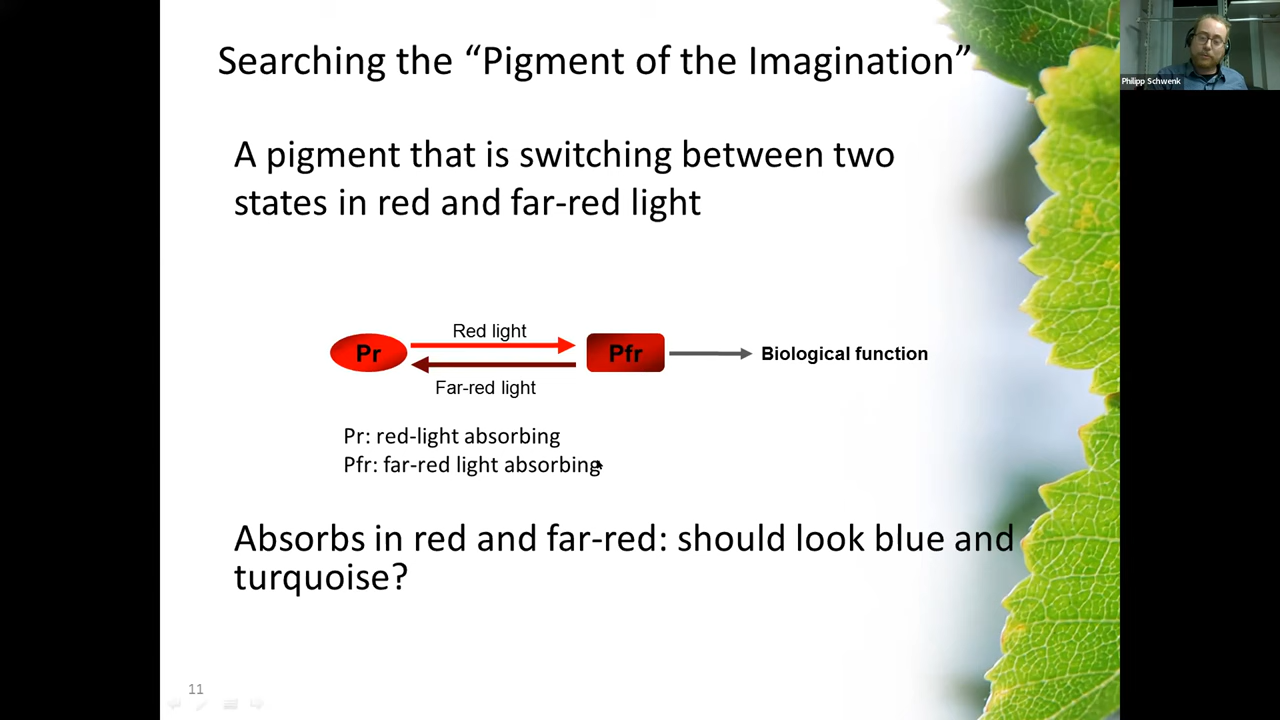 Searching the “Pigment of the Imagination”
Philipp Schwenk
A pigment that is switching between two
states in red and far-red light
Red light
Pr
Pfr
Biological function
Far-red light
Pr: red-light absorbing
Pfr: far-red light absorbing
Absorbs in red and far-red: should look blue and
turquoise?
11